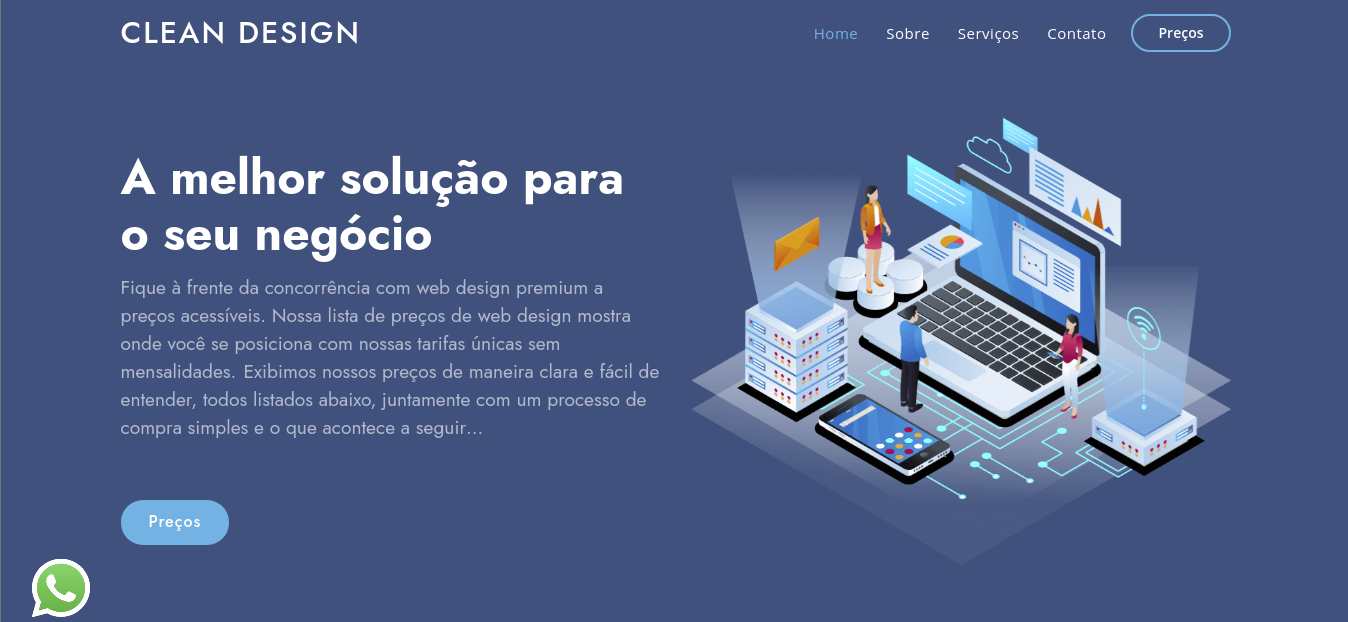 CLEAN DESIGN
Home Sobre Serviços Contato Preços
A melhor solução para
o seu negócio
Fique à frente da concorrência com web design premium a
preços acessíveis. Nossa lista de preços de web design mostra
onde você se posiciona com nossas tarifas únicas sem
mensalidades. Exibimos nossos preços de maneira clara e fácil de
entender, todos listados abaixo, juntamente com um processo de
compra simples e o que acontece a seguir...
Preços